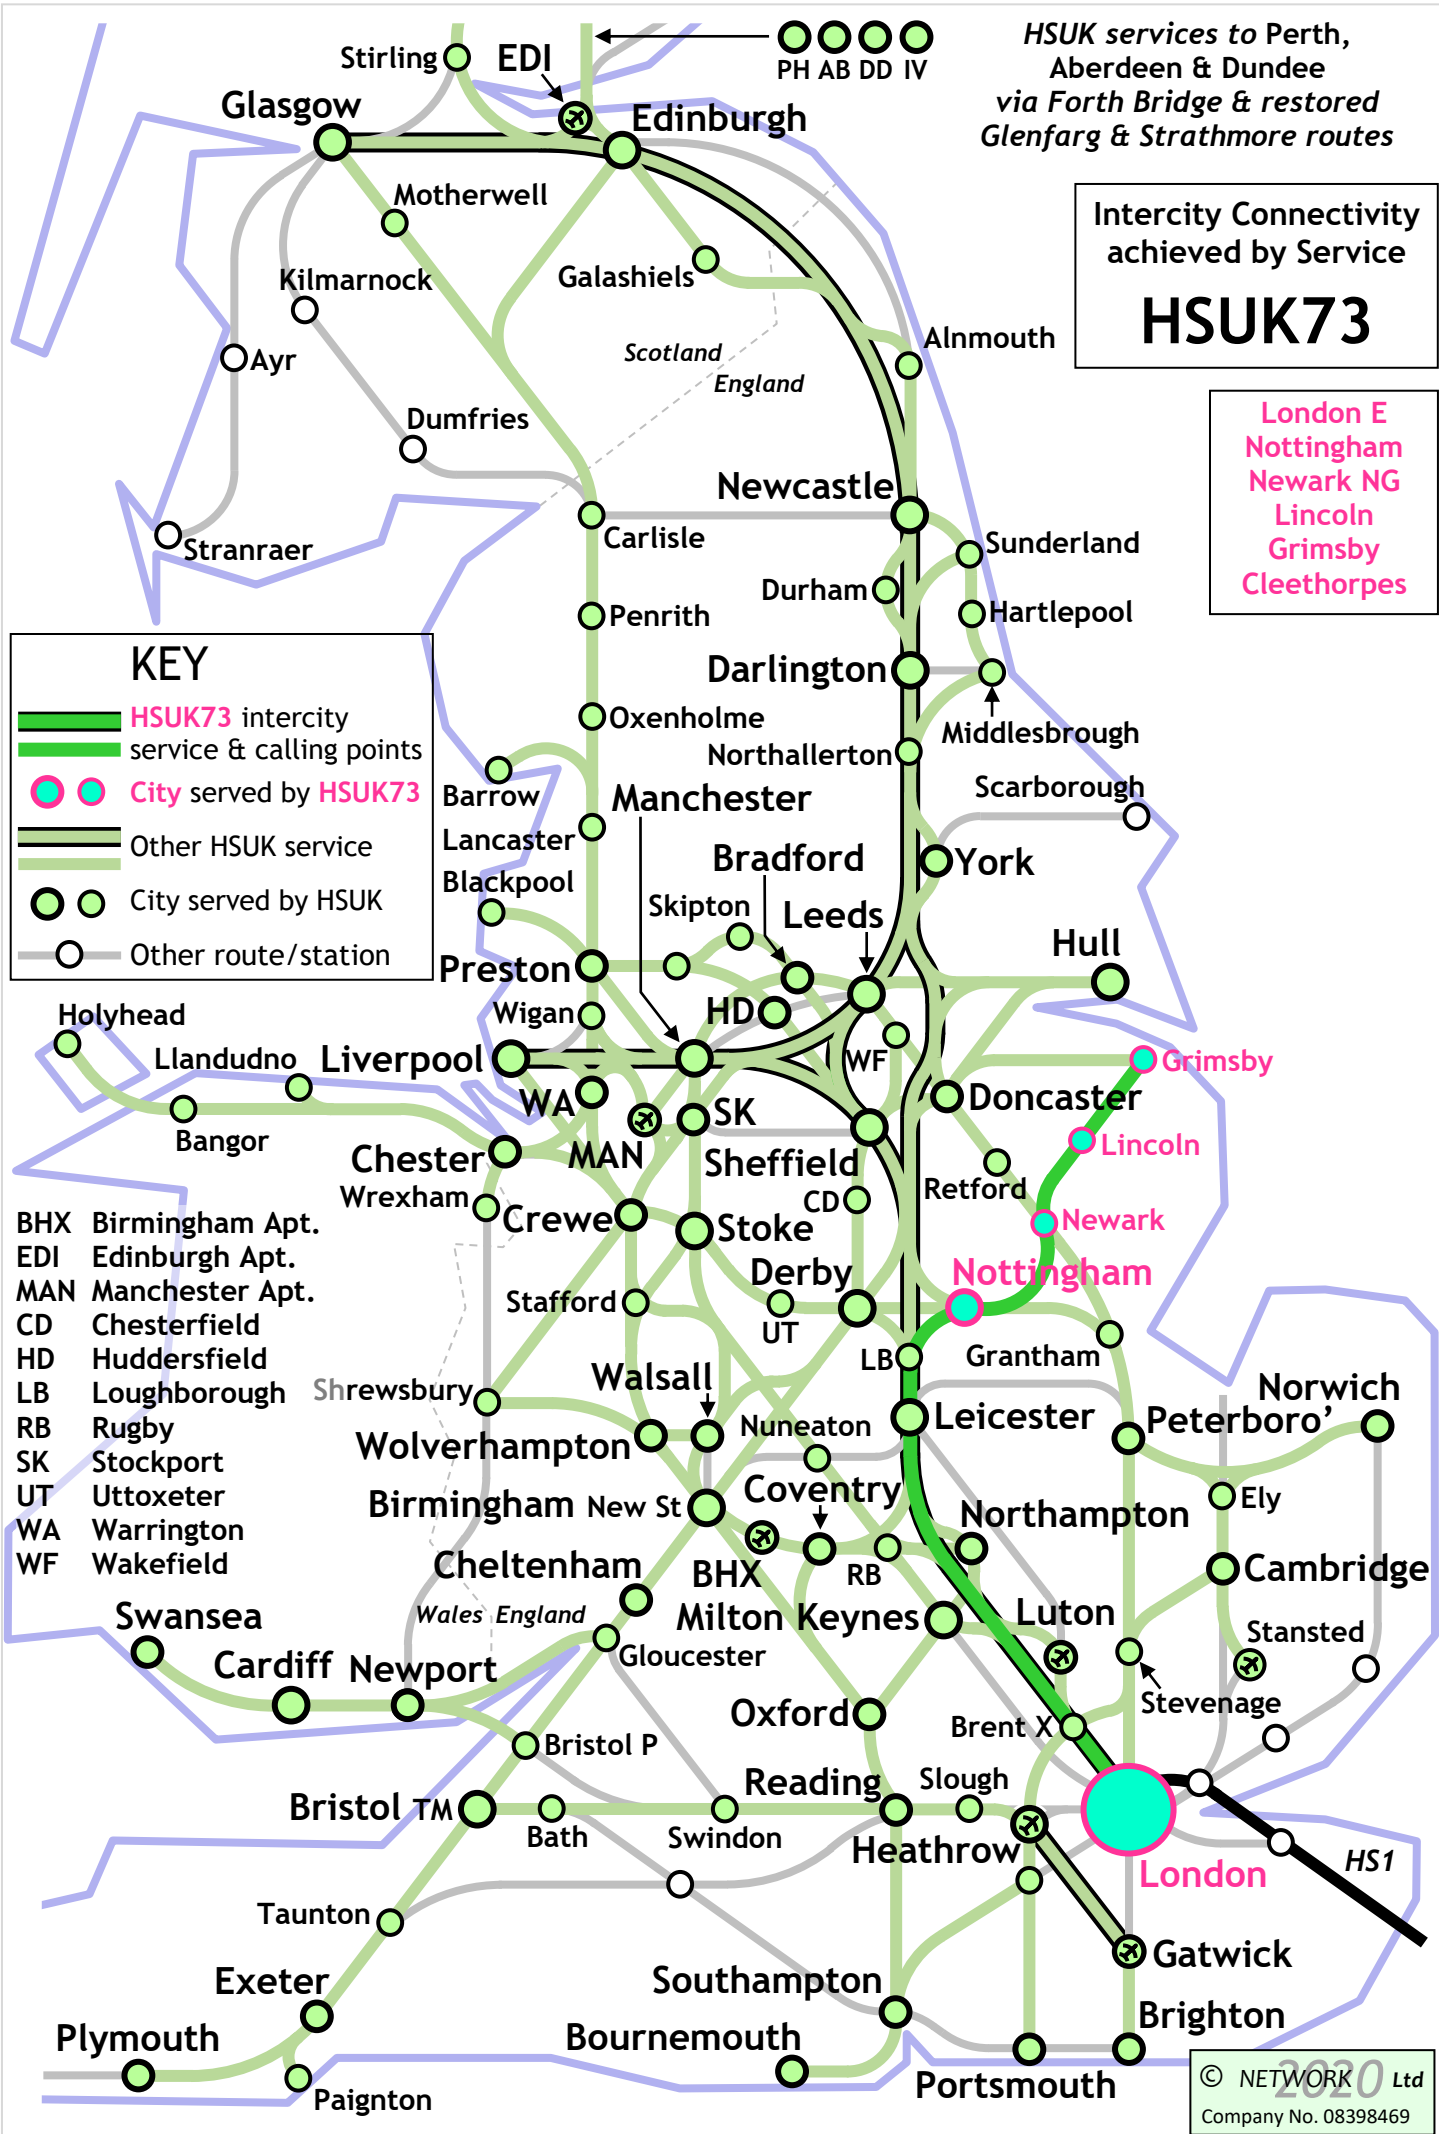 HSUK services to Perth,
Aberdeen & Dundee
via Forth Bridge & restored
Glenfarg & Strathmore routes
PH AB DD IV
Stirling
EDI
Glasgow
Edinburgh
Intercity Connectivity
achieved by Service
HSUK73
Motherwell
Galashiels
Kilmarnock
Alnmouth
Ayr
Scotland
England
London E
Nottingham
Newark NG
Lincoln
Grimsby
Cleethorpes
Dumfries
Newcastle
Carlisle
Stranraer
Sunderland
Durham
Hartlepool
Penrith
Darlington
Middlesbrough
KEY
HSUK73 intercity
service & calling points
City served by HSUK73
Other HSUK service
City served by HSUK
Other route/station
Oxenholme
Northallerton
Scarborough
Barrow
Manchester
Lancaster
Bradford
York
Blackpool
Skipton
Leeds
Hull
Preston
HD
Wigan
Holyhead
Llandudno
Liverpool
WF
Grimsby
WA
SK
Doncaster
Bangor
Chester
MAN
Sheffield
Lincoln
Wrexham
CD
Retford
Crewe
Stoke
Newark
BHX Birmingham Apt.
EDI Edinburgh Apt.
MAN Manchester Apt.
CD Chesterfield
HD Huddersfield
LB Loughborough
RB Rugby
SK Stockport
UT Uttoxeter
WA Warrington
WF Wakefield
Derby
Nottingham
Stafford
UT
LB
Grantham
Walsall
Shrewsbury
Norwich
Nuneaton
Leicester
Peterboro’
Wolverhampton
Coventry
Birmingham New St
Ely
Northampton
Cheltenham
BHX
RB
Cambridge
Wales England
Milton Keynes
Luton
Swansea
Stansted
Gloucester
Cardiff
Newport
Stevenage
Oxford
Brent X
Bristol P
Reading
Slough
Bristol TM
Bath
Swindon
Heathrow
London
HS1
Taunton
Gatwick
Exeter
Southampton
Brighton
Plymouth
Bournemouth
Paignton
Portsmouth
© NETWORK 2020 Ltd
Company No. 08398469